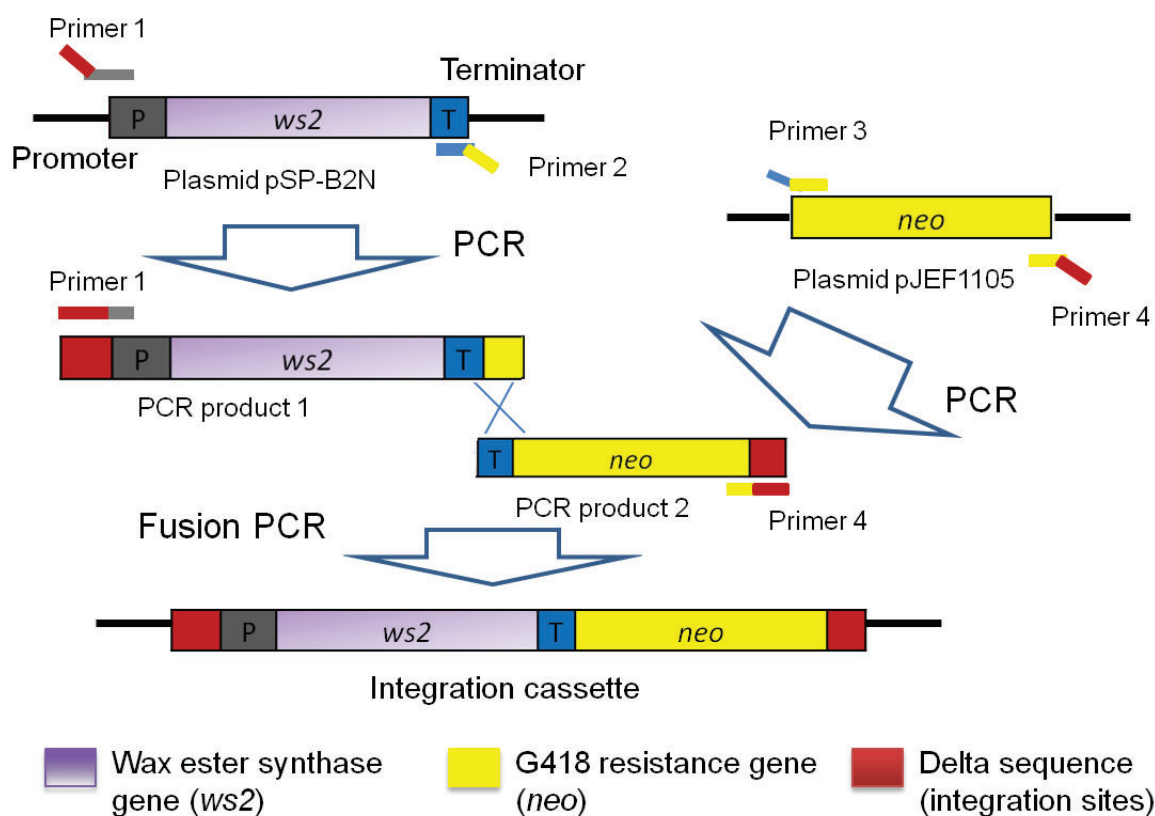 Primer 1
Terminator
P
ws2
T
Promoter
Primer 2
Plasmid pSP-B2N
Primer 3
neo
Plasmid pJEF1105
Primer 4
PCR
Primer 1
P
ws2
T
PCR product 1
PCR
T
neo
PCR product 2
Primer 4
Fusion PCR
P
ws2
T
neo
Integration cassette
Wax ester synthase
gene (ws2)
G418 resistance gene
(neo)
Delta sequence
(integration sites)